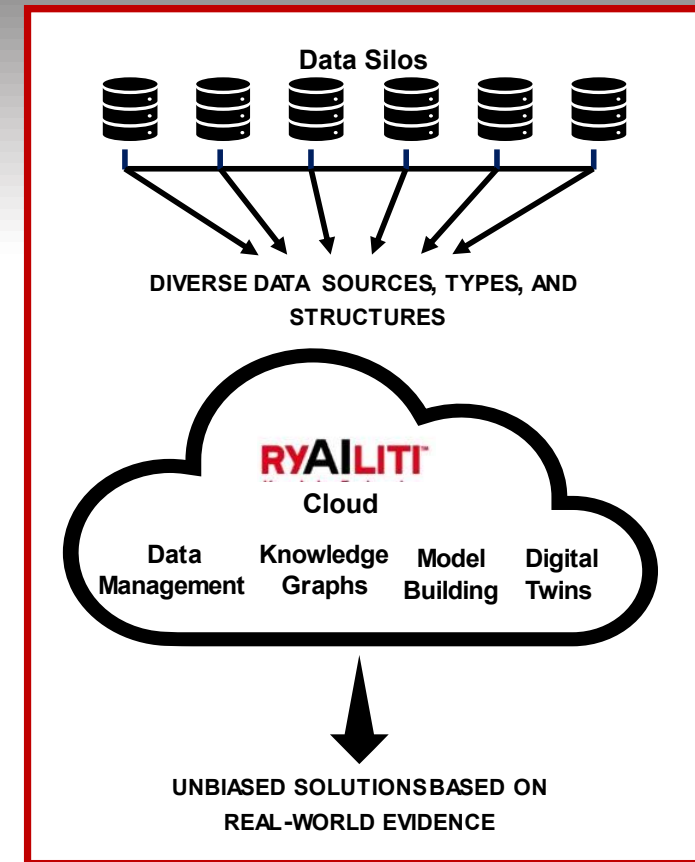 Data Silos
DIVERSE DATA SOURCES, TYPES, AND
STRUCTURES
RYAILITI™
Cloud
Data Knowledge Model Digital
Management Graphs Building Twins
UNBIASED SOLUTIONSBASED ON
REAL-WORLD EVIDENCE